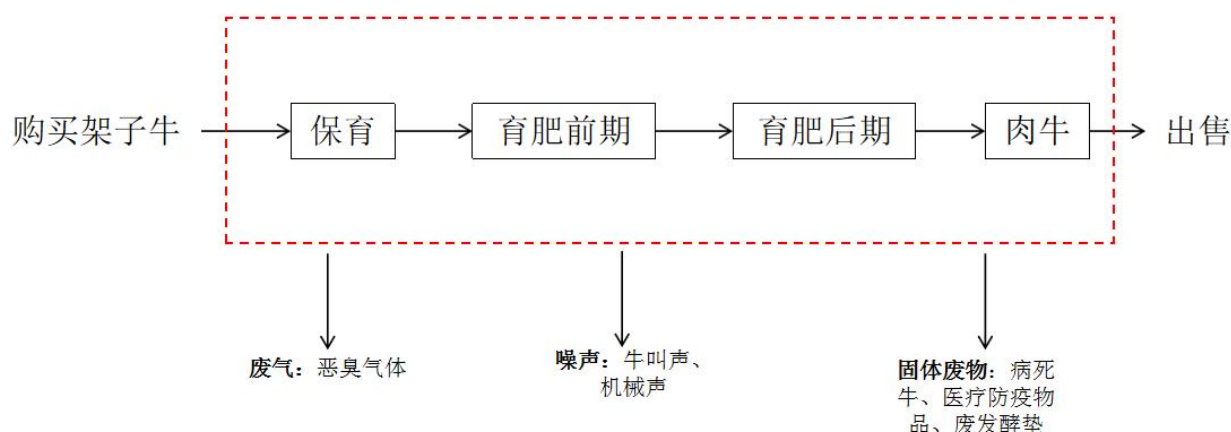 购买架子牛
保育
育肥前期
育肥后期
肉牛
出售
废气：恶臭气体
噪声：牛叫声、
机械声
固体废物：病死
牛、医疗防疫物
品、废发酵垫